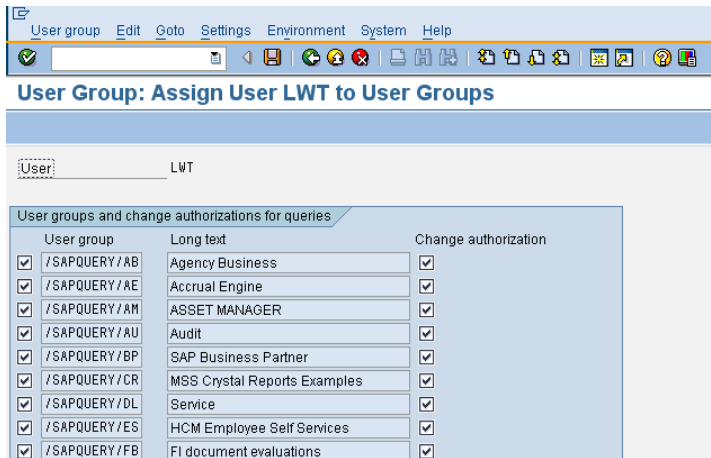 User group Edit Goto Settings Environment System Help
User Group: Assign User LWT to User Groups
User LWT
User groups and change authorizations for queries
User group Long text Change authorization
/SAPQUERY/AB Agency Business
/SAPQUERY/AE Accrual Engine
/SAPQUERY/AM ASSET MANAGER
/SAPQUERY/AU Audit
/SAPQUERY/BP SAP Business Partner
/SAPQUERY/CR MSS Crystal Reports Examples
/SAPQUERY/DL Service
/SAPQUERY/ES HCM Employee Self Services
/SAPQUERY/FB FI document evaluations